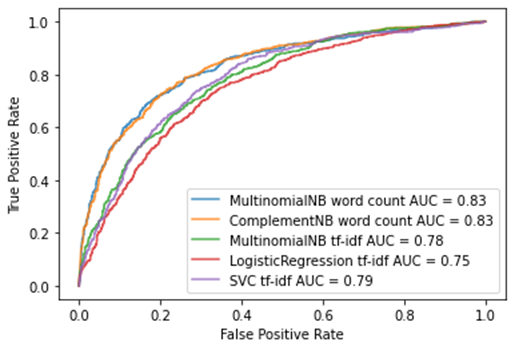 1.0
0.8
0.6
0.4
0.2
0.0
True Positive Rate
MultinomialNB word count AUC = 0.83
ComplementNB word count AUC = 0.83
MultinomialNB tf-idf AUC = 0.78
LogisticRegression tf-idf AUC = 0.75
SVC tf-idf AUC = 0.79
0.0 0.2 0.4 0.6 0.8 1.0
False Positive Rate